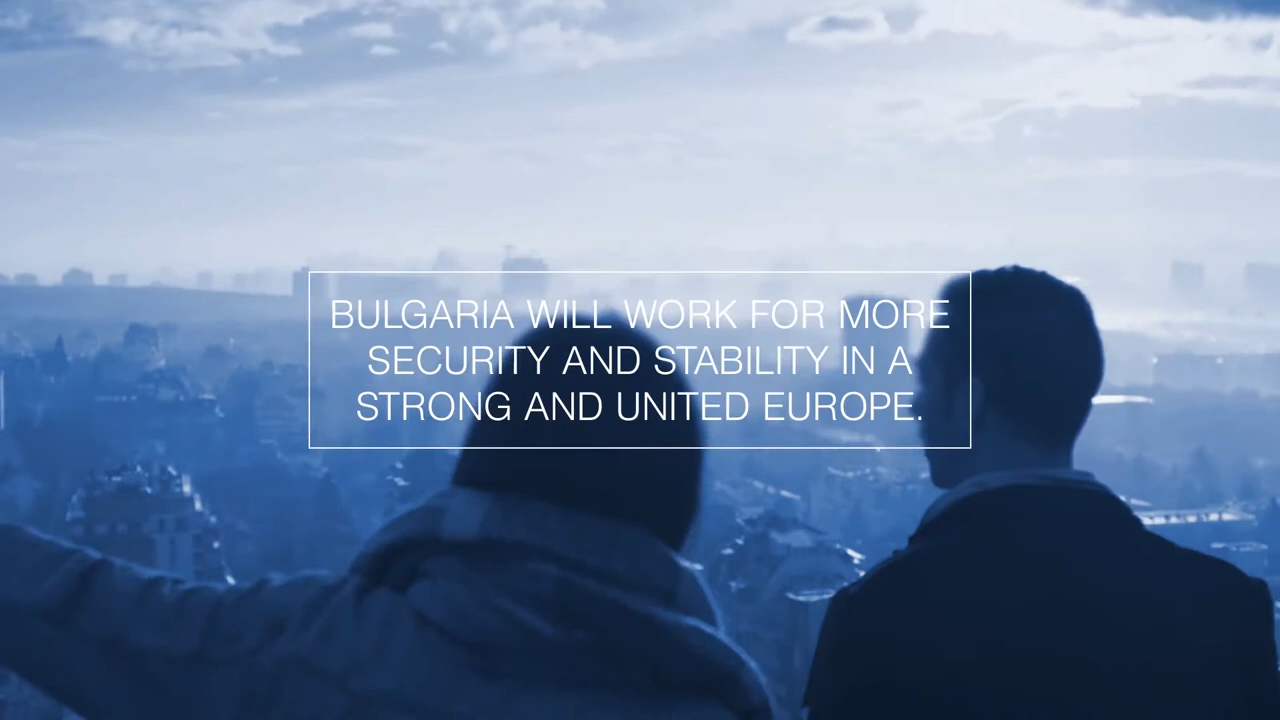 BULGARIA WILL WORK FOR MORE
SECURITY AND STABILITY IN A
STRONG AND UNITED EUROPE.